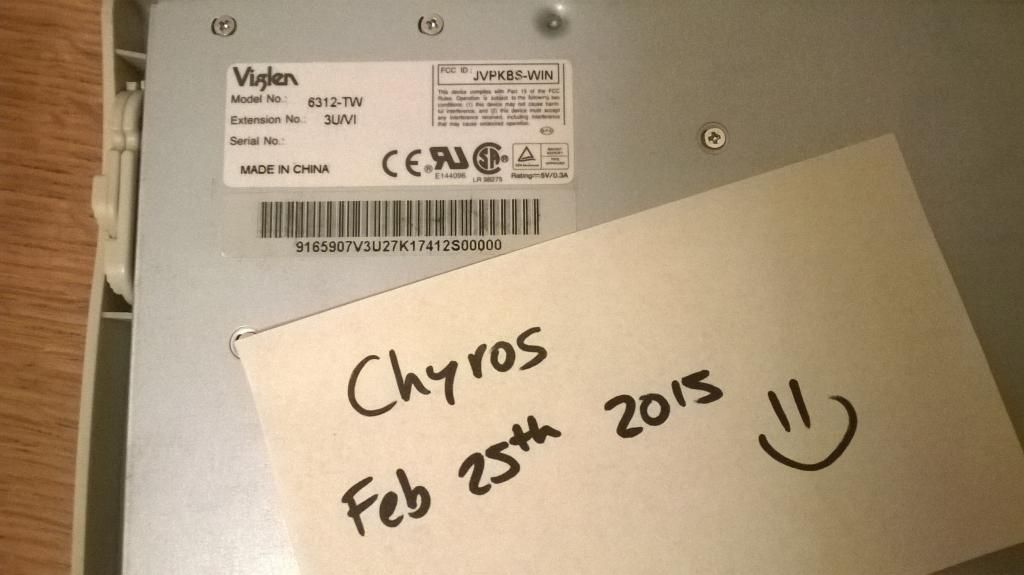 Viglen
Model No.: 6312-TW
Extension No.: 3U/VI
Serial No.:
MADE IN CHINA
FCC ID: JVPKBS-WIN
This device complies with Part 15 of the FCC
Rules. Operation is subject to the following two
conditions: (1) this device may not cause harm-
ful interference, and (2) this device must accept
any interference received, including interference
that may cause undesired operation.
CE
E144096
LR 98275
Rating⎓5V/0.3A
9165907V3U27K17412S00000
Chyros
Feb 25th 2015